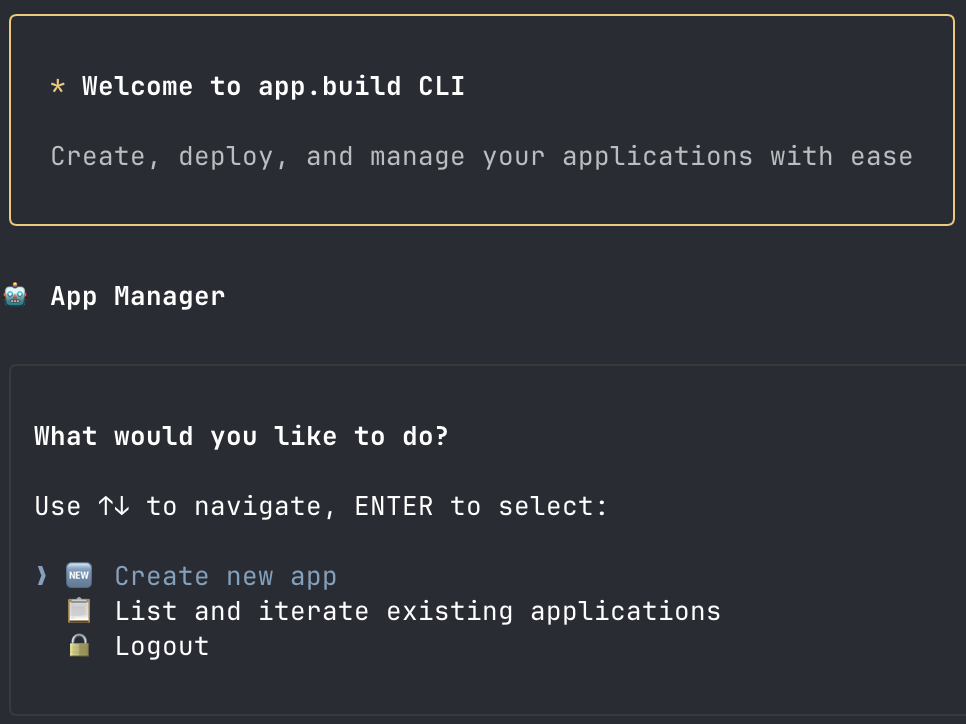 * Welcome to app.build CLI
Create, deploy, and manage your applications with ease
🤖 App Manager
What would you like to do?
Use ↑↓ to navigate, ENTER to select:
❯ 🆕 Create new app
📋 List and iterate existing applications
🔒 Logout